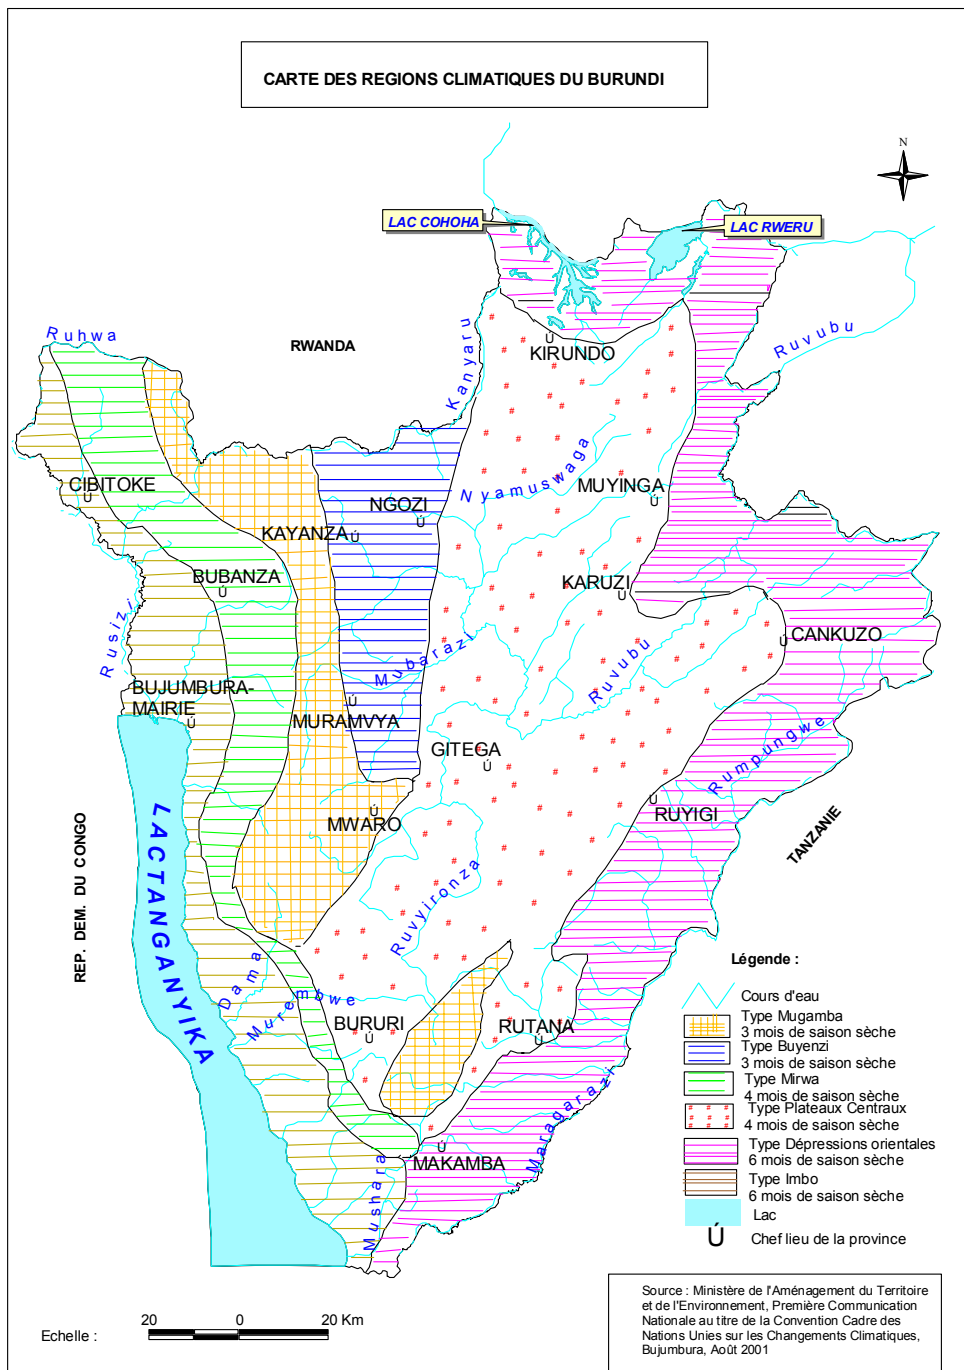 CARTE DES REGIONS CLIMATIQUES DU BURUNDI
N
LAC COHOHA
LAC RWERU
Ruhwa
RWANDA
Kanyaru
Ruvubu
KIRUNDO
Nyamuswaga
CIBITOKE
NGOZI
MUYINGA
KAYANZA
BUBANZA
KARUZI
Rusizi
Mubarazi
Ruvubu
CANKUZO
BUJUMBURA-
MAIRIE
MURAMVYA
GITEGA
Rumpungwe
MWARO
RUYIGI
TANZANIE
LAC TANGANYIKA
REP. DEM. DU CONGO
Ruvyironza
Dama
Murembwe
BURURI
RUTANA
Maragarazi
MAKAMBA
Mushara
Légende :
Cours d'eau
Type Mugamba
3 mois de saison sèche
Type Buyenzi
3 mois de saison sèche
Type Mirwa
4 mois de saison sèche
Type Plateaux Centraux
4 mois de saison sèche
Type Dépressions orientales
6 mois de saison sèche
Type Imbo
6 mois de saison sèche
Lac
Ú Chef lieu de la province
Echelle :
20 0 20 Km
Source : Ministère de l'Aménagement du Territoire
et de l'Environnement, Première Communication
Nationale au titre de la Convention Cadre des
Nations Unies sur les Changements Climatiques,
Bujumbura, Août 2001